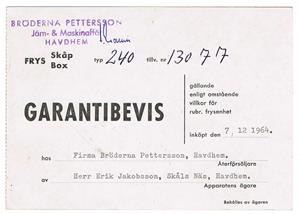 BRÖDERNA PETTERSSON
Järn- & Maskinaffär
HAVDHEM
FRYS Skåp Box typ 240 tillv. nr 13077
GARANTIBEVIS
gällande
enligt omstående
villkor för
rubr. frysenhet
inköpt den 7,12 1964.
hos Firma Bröderna Pettersson, Havdhem.
Återförsäljare
av Herr Erik Jakobsson, Skåls Näs, Havdhem.
Apparatens ägare
Behålles av ägaren